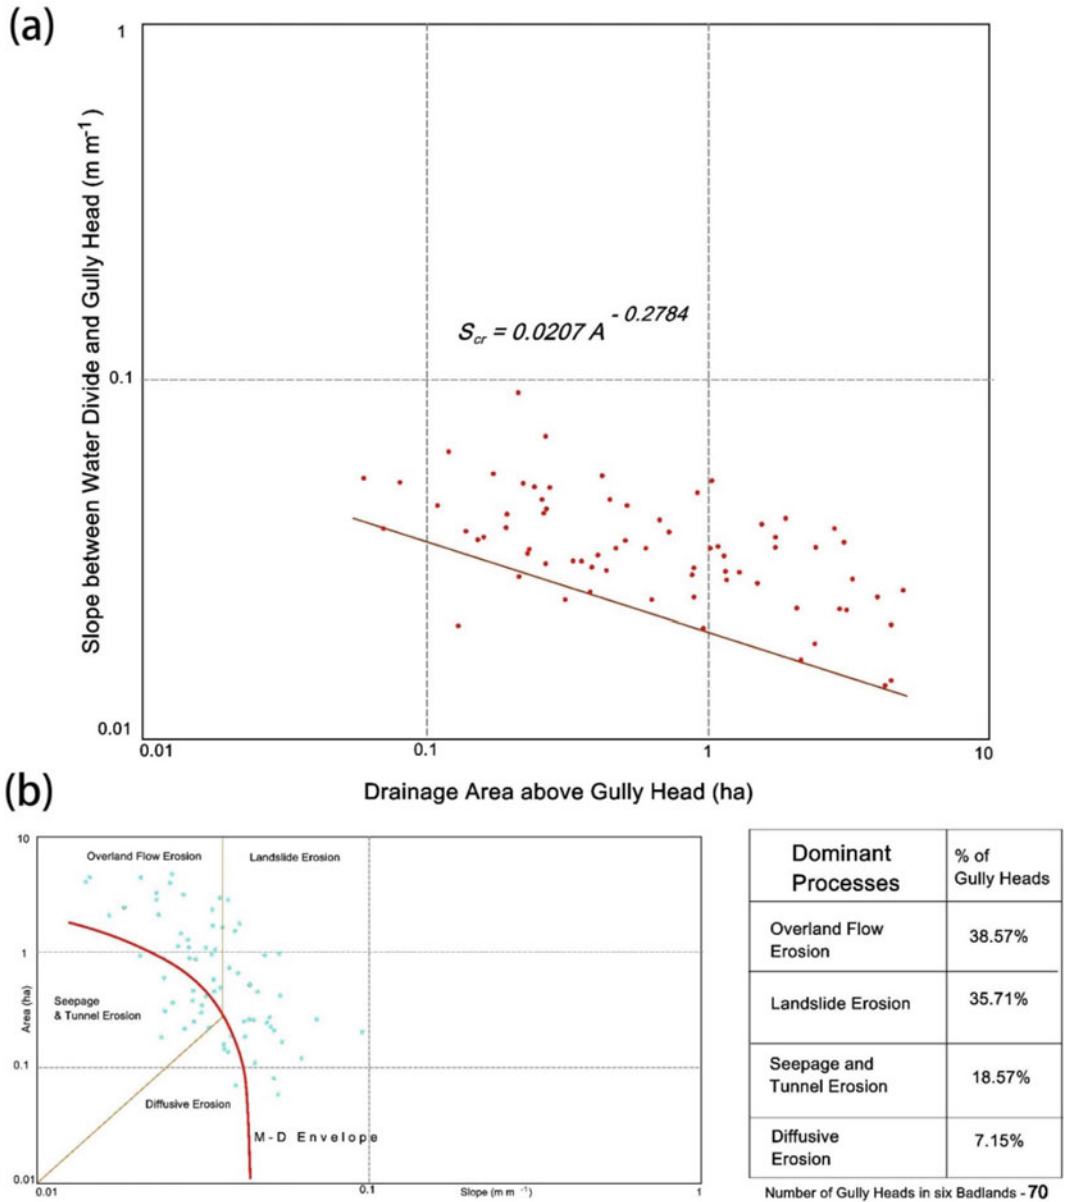 (a)
1
0.1
0.01
Slope between Water Divide and Gully Head (m m⁻¹)
S_cr = 0.0207 A^- 0.2784
0.01
0.1
1
10
Drainage Area above Gully Head (ha)
(b)
10
1
0.1
0.01
Area (ha)
Overland Flow Erosion
Landslide Erosion
Seepage
& Tunnel Erosion
Diffusive Erosion
M-D Envelope
0.01
0.1
Slope (m m⁻¹)
1
Dominant
Processes
% of
Gully Heads
Overland Flow
Erosion
38.57%
Landslide Erosion
35.71%
Seepage and
Tunnel Erosion
18.57%
Diffusive
Erosion
7.15%
Number of Gully Heads in six Badlands - 70